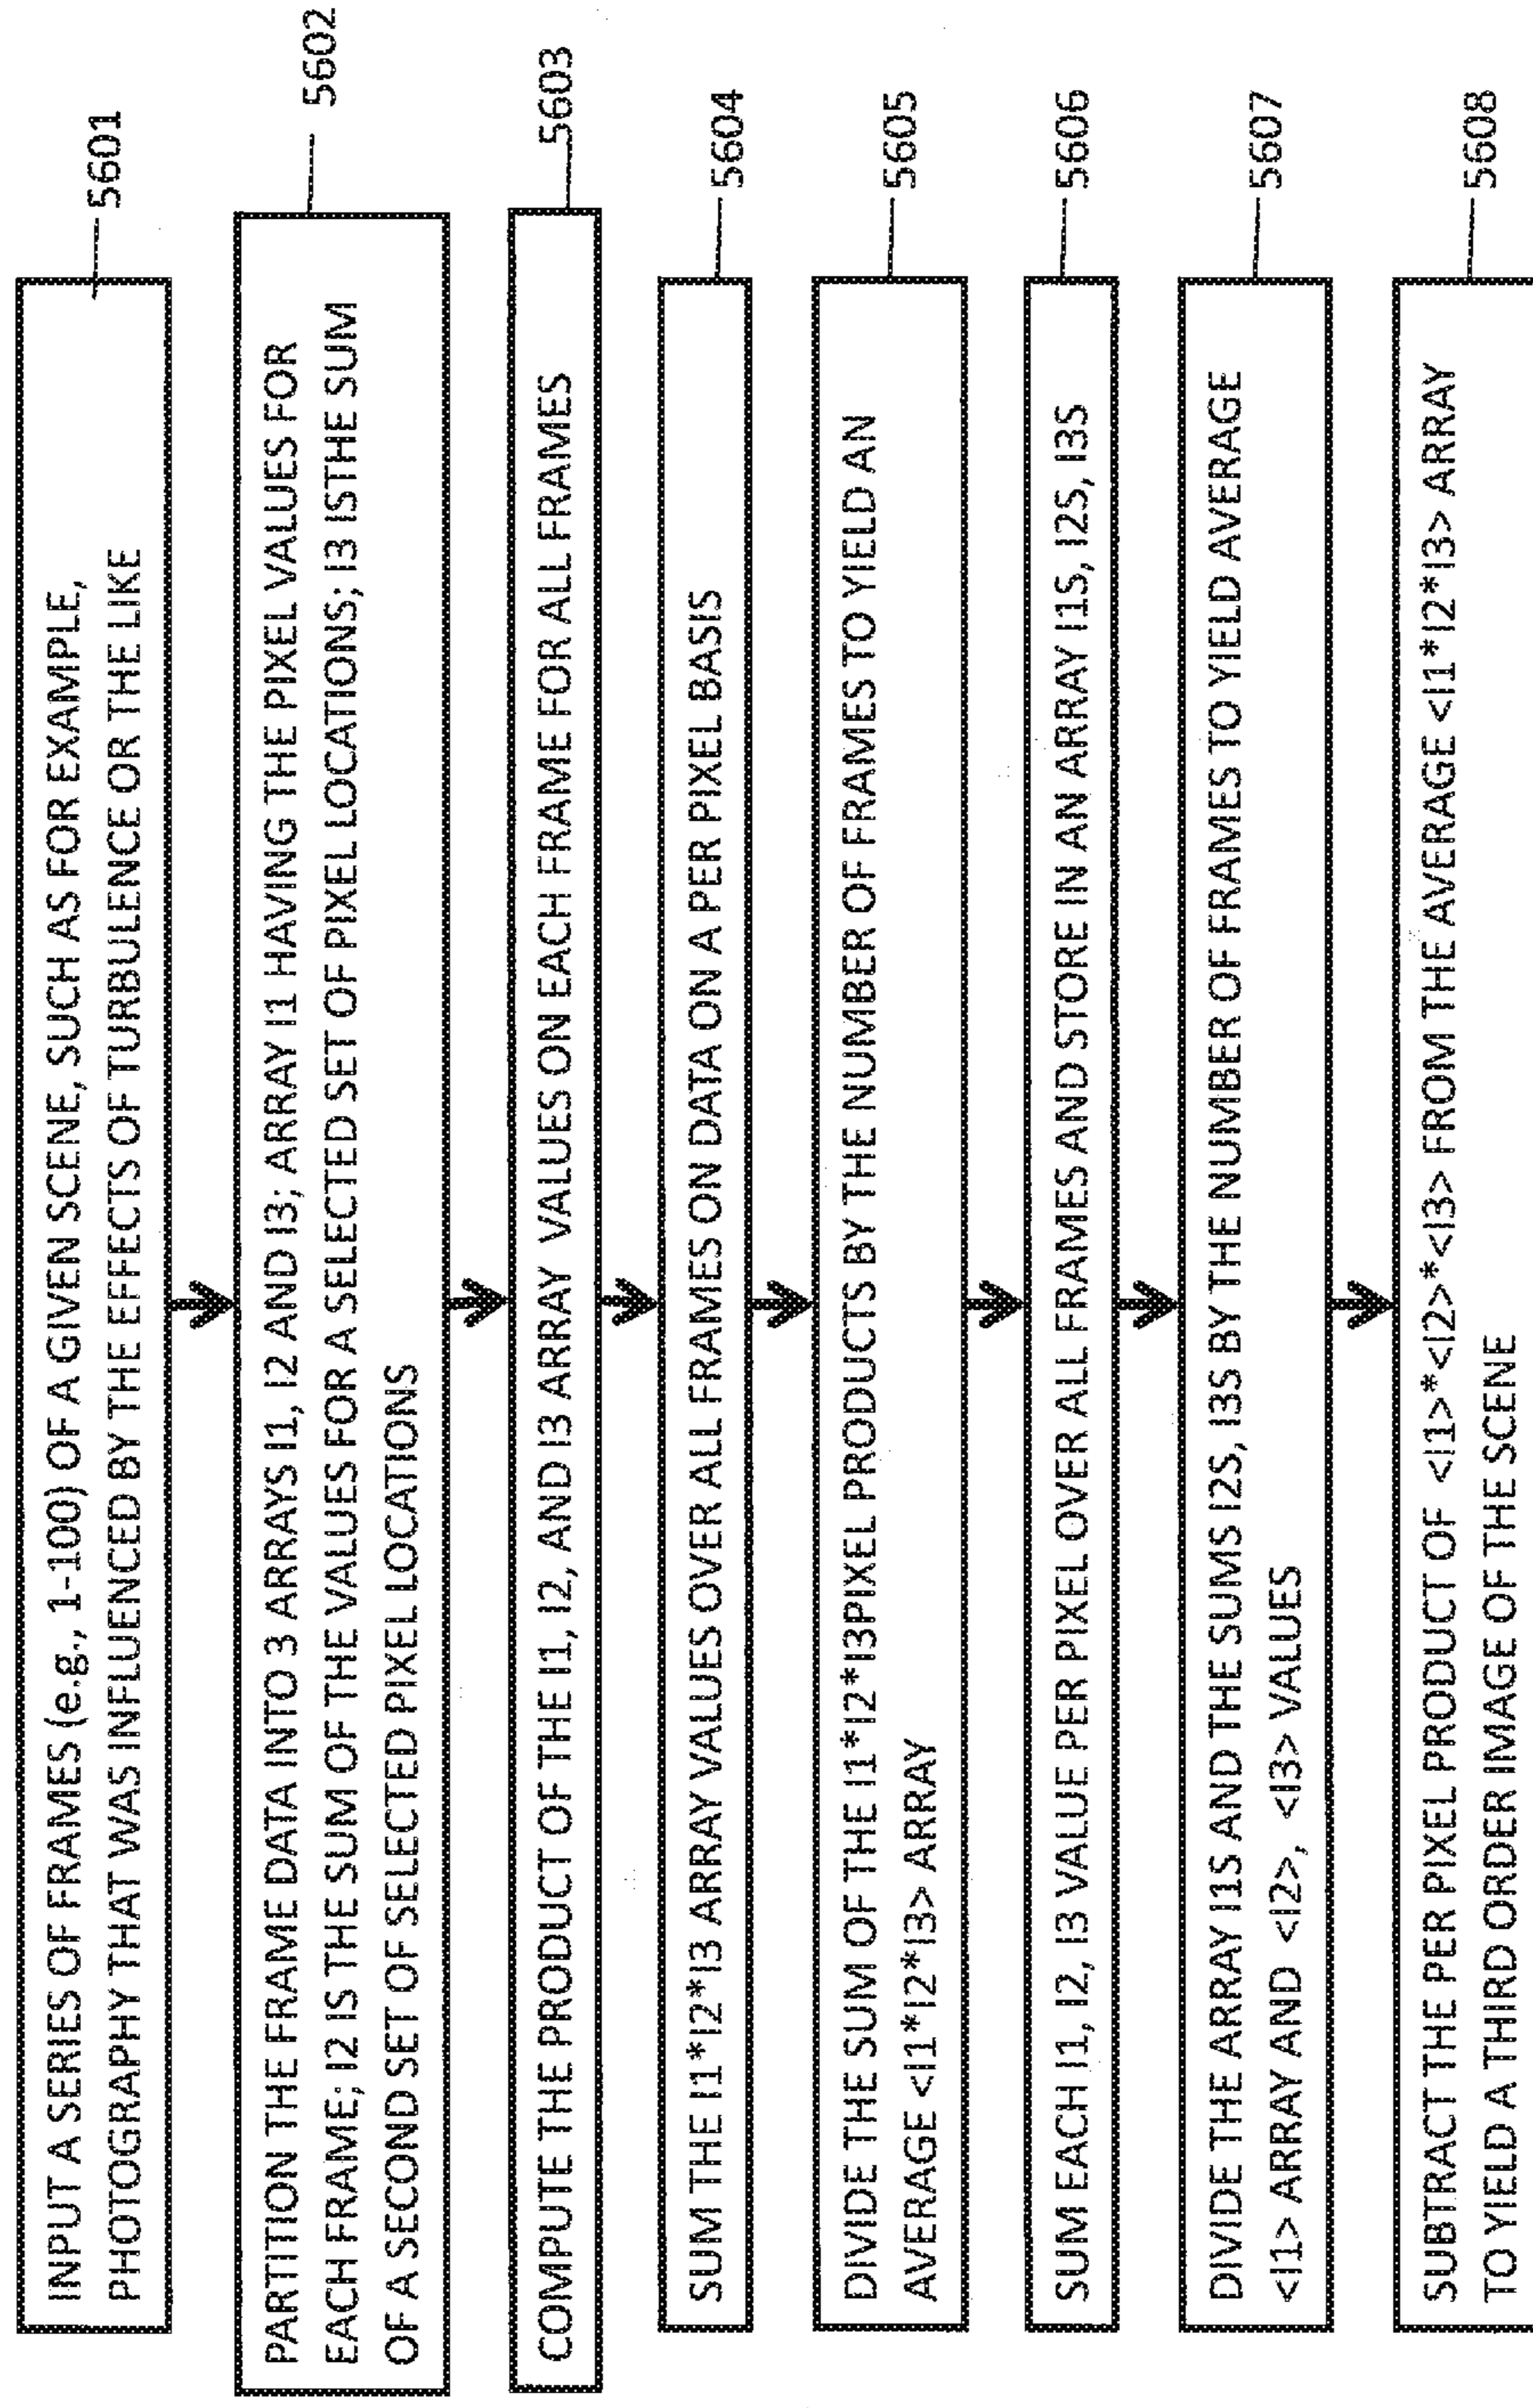 INPUT A SERIES OF FRAMES (e.g., 1-100) OF A GIVEN SCENE, SUCH AS FOR EXAMPLE,
PHOTOGRAPHY THAT WAS INFLUENCED BY THE EFFECTS OF TURBULENCE OR THE LIKE
5601
PARTITION THE FRAME DATA INTO 3 ARRAYS I1, I2 AND I3; ARRAY I1 HAVING THE PIXEL VALUES FOR
EACH FRAME; I2 IS THE SUM OF THE VALUES FOR A SELECTED SET OF PIXEL LOCATIONS; I3 ISTHE SUM
OF A SECOND SET OF SELECTED PIXEL LOCATIONS
5602
COMPUTE THE PRODUCT OF THE I1, I2, AND I3 ARRAY VALUES ON EACH FRAME FOR ALL FRAMES
5603
SUM THE I1*I2*I3 ARRAY VALUES OVER ALL FRAMES ON DATA ON A PER PIXEL BASIS
5604
DIVIDE THE SUM OF THE I1*I2*I3PIXEL PRODUCTS BY THE NUMBER OF FRAMES TO YIELD AN
AVERAGE <I1*I2*I3> ARRAY
5605
SUM EACH I1, I2, I3 VALUE PER PIXEL OVER ALL FRAMES AND STORE IN AN ARRAY I1S, I2S, I3S
5606
DIVIDE THE ARRAY I1S AND THE SUMS I2S, I3S BY THE NUMBER OF FRAMES TO YIELD AVERAGE
<I1> ARRAY AND <I2>, <I3> VALUES
5607
SUBTRACT THE PER PIXEL PRODUCT OF <I1>*<I2>*<I3> FROM THE AVERAGE <I1*I2*I3> ARRAY
TO YIELD A THIRD ORDER IMAGE OF THE SCENE
5608